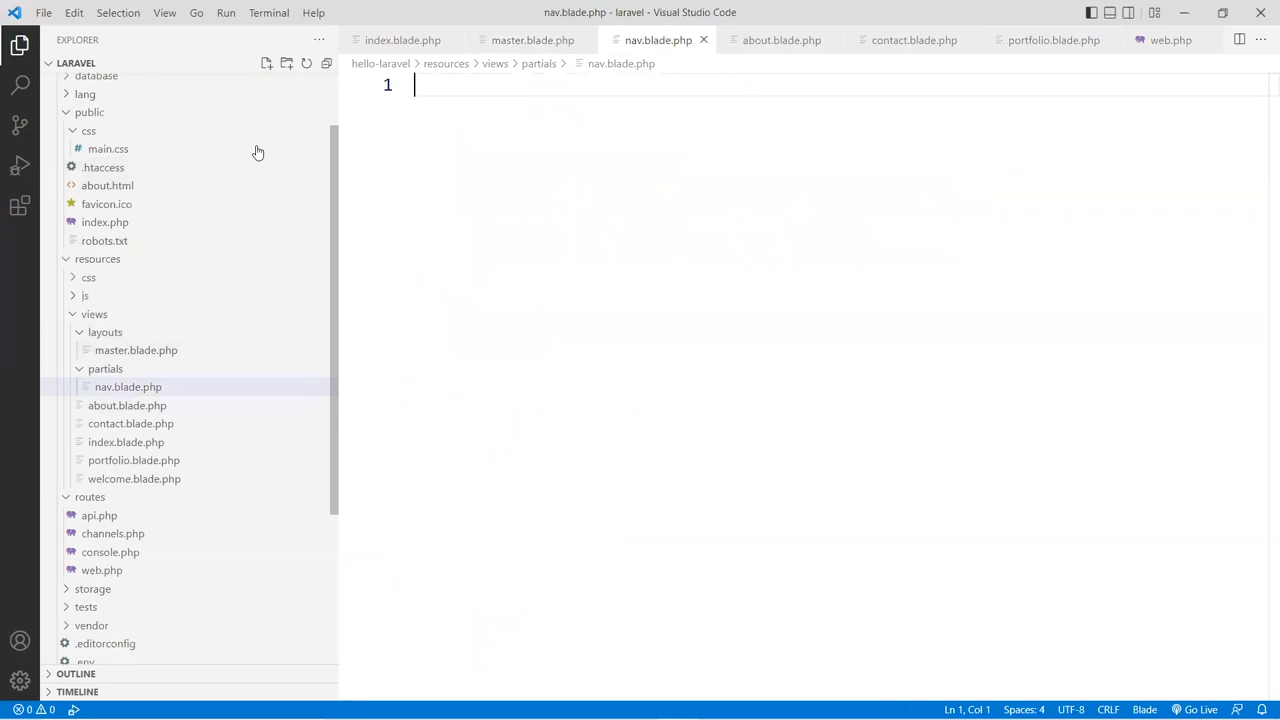 File Edit Selection View Go Run Terminal Help
nav.blade.php - laravel - Visual Studio Code
EXPLORER
index.blade.php
master.blade.php
nav.blade.php
about.blade.php
contact.blade.php
portfolio.blade.php
web.php
LARAVEL
hello-laravel > resources > views > partials > nav.blade.php
1
database
lang
public
css
main.css
.htaccess
about.html
favicon.ico
index.php
robots.txt
resources
css
js
views
layouts
master.blade.php
partials
nav.blade.php
about.blade.php
contact.blade.php
index.blade.php
portfolio.blade.php
welcome.blade.php
routes
api.php
channels.php
console.php
web.php
storage
tests
vendor
.editorconfig
.env
OUTLINE
TIMELINE
0 0
Ln 1, Col 1
Spaces: 4
UTF-8
CRLF
Blade
Go Live